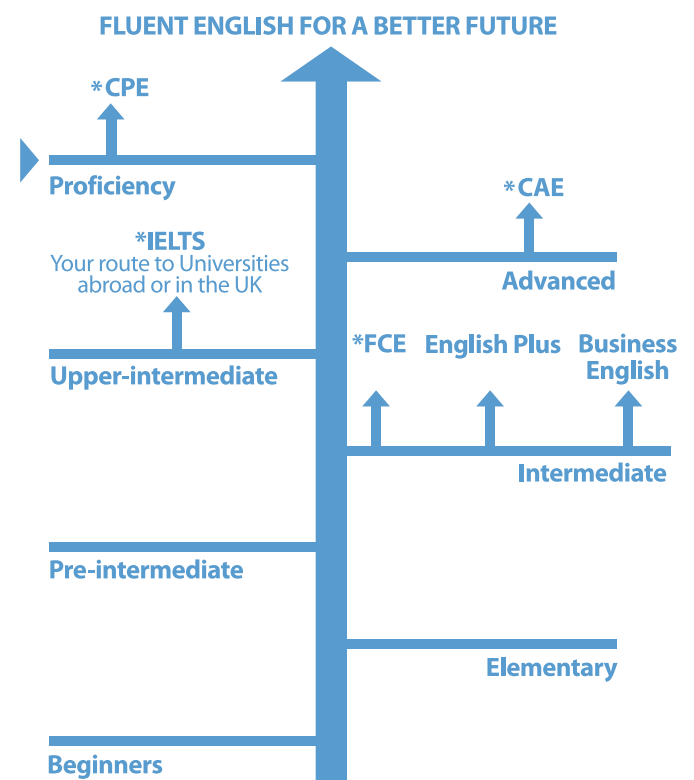 FLUENT ENGLISH FOR A BETTER FUTURE
*CPE
Proficiency
*CAE
Advanced
*IELTS
Your route to Universities
abroad or in the UK
Upper-intermediate
*FCE
English Plus
Business
English
Intermediate
Pre-intermediate
Elementary
Beginners